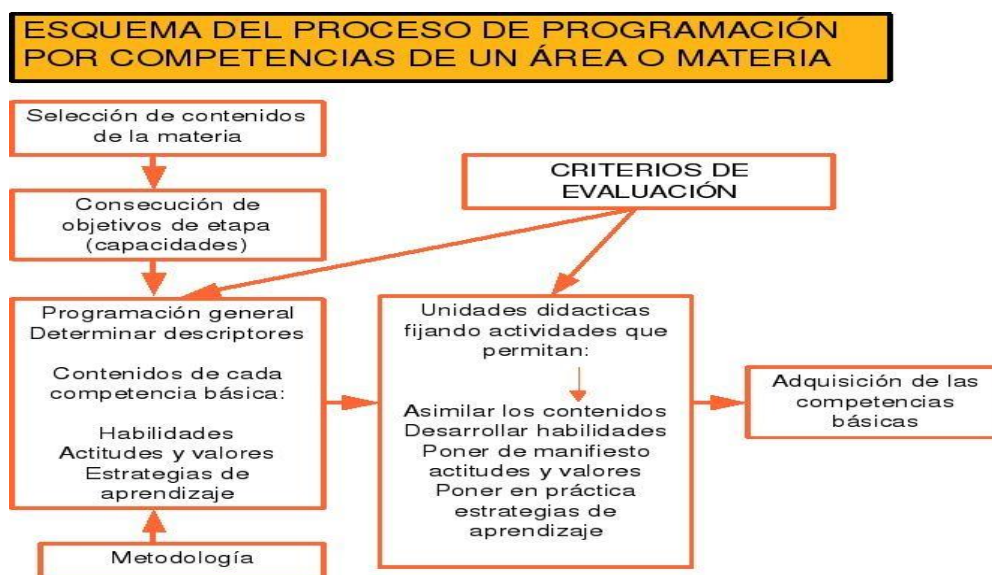 ESQUEMA DEL PROCESO DE PROGRAMACIÓN
POR COMPETENCIAS DE UN ÁREA O MATERIA
Selección de contenidos
de la materia
CRITERIOS DE
EVALUACIÓN
Consecución de
objetivos de etapa
(capacidades)
Programación general
Determinar descriptores
Contenidos de cada
competencia básica:
Habilidades
Actitudes y valores
Estrategias de
aprendizaje
Unidades didacticas
fijando actividades que
permitan:
Asimilar los contenidos
Desarrollar habilidades
Poner de manifiesto
actitudes y valores
Poner en práctica
estrategias de
aprendizaje
Adquisición de las
competencias
básicas
Metodología